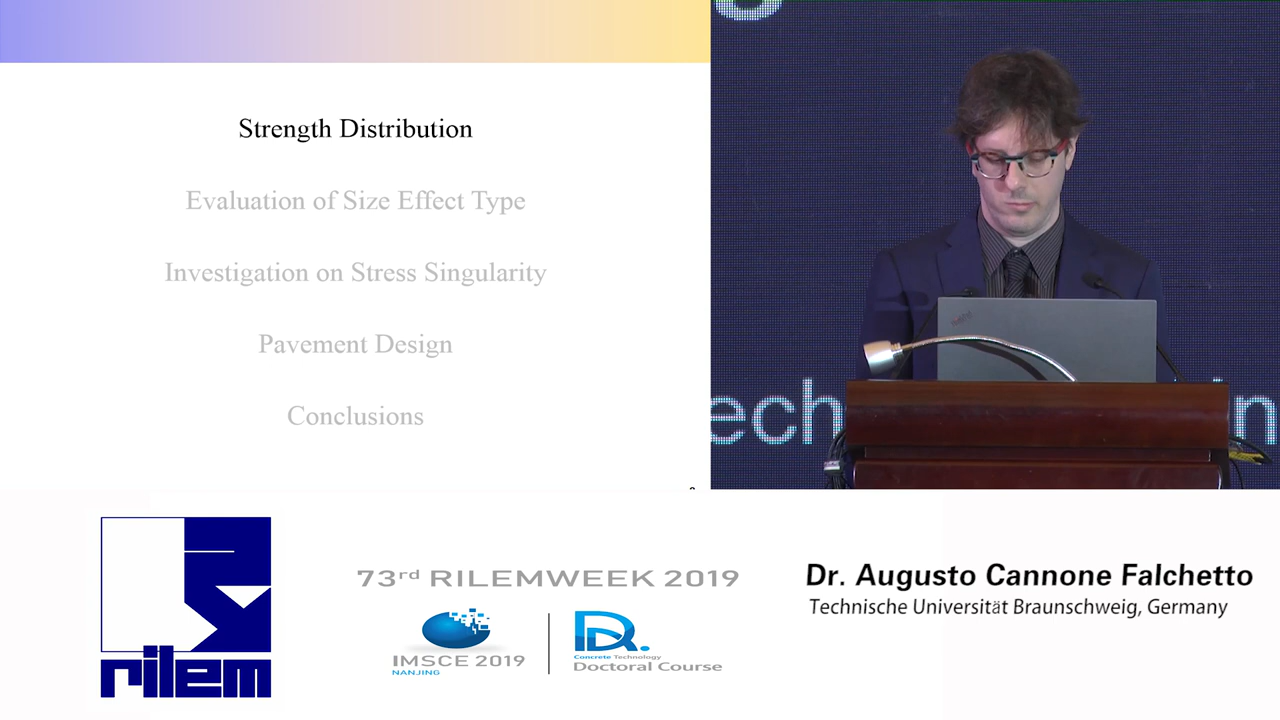 Strength Distribution
Evaluation of Size Effect Type
Investigation on Stress Singularity
Pavement Design
Conclusions
ech
in
rilem
73rd RILEMWEEK 2019
IMSCE 2019
NANJING
DR.
Concrete Technology
Doctoral Course
Dr. Augusto Cannone Falchetto
Technische Universität Braunschweig, Germany